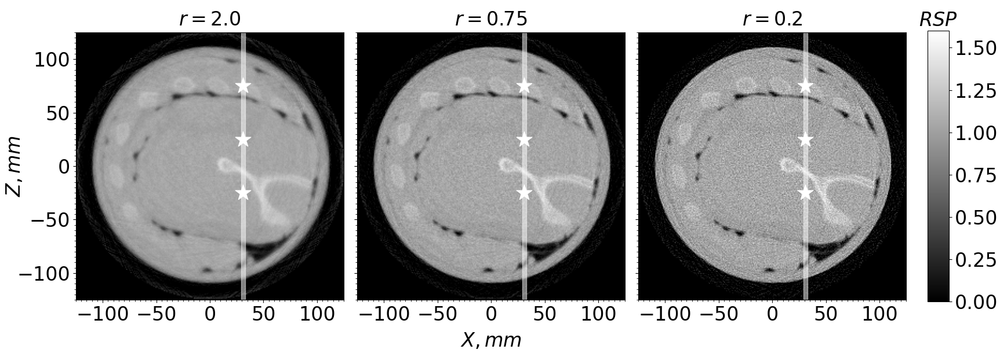 r = 2.0
r = 0.75
r = 0.2
RSP
100
50
0
−50
−100
Z, mm
−100 −50 0 50 100
−100 −50 0 50 100
−100 −50 0 50 100
X, mm
1.50
1.25
1.00
0.75
0.50
0.25
0.00